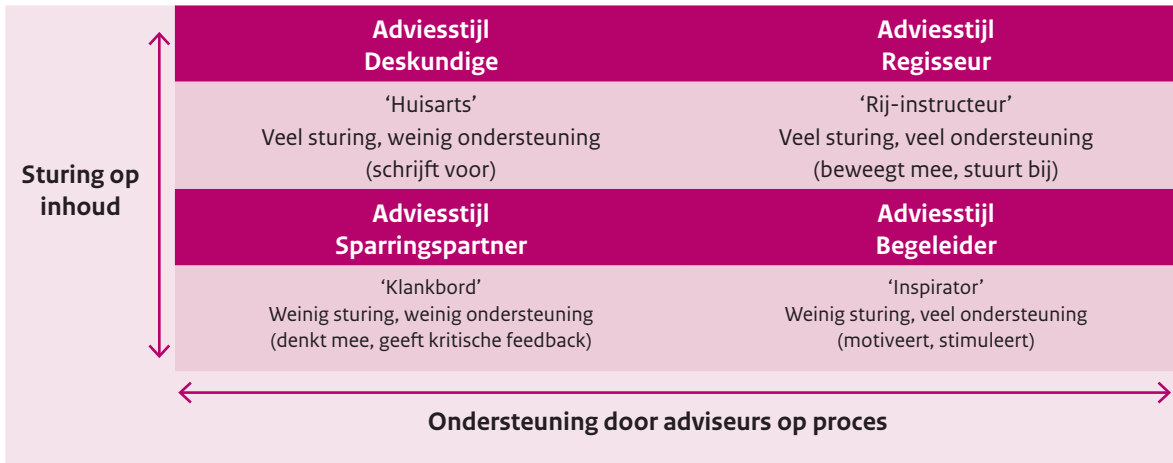 Adviesstijl
Deskundige
Adviesstijl
Regisseur
‘Huisarts’
Veel sturing, weinig ondersteuning
(schrijft voor)
‘Rij-instructeur’
Veel sturing, veel ondersteuning
(beweegt mee, stuurt bij)
Sturing op
inhoud
Adviesstijl
Sparringspartner
Adviesstijl
Begeleider
‘Klankbord’
Weinig sturing, weinig ondersteuning
(denkt mee, geeft kritische feedback)
‘Inspirator’
Weinig sturing, veel ondersteuning
(motiveert, stimuleert)
Ondersteuning door adviseurs op proces